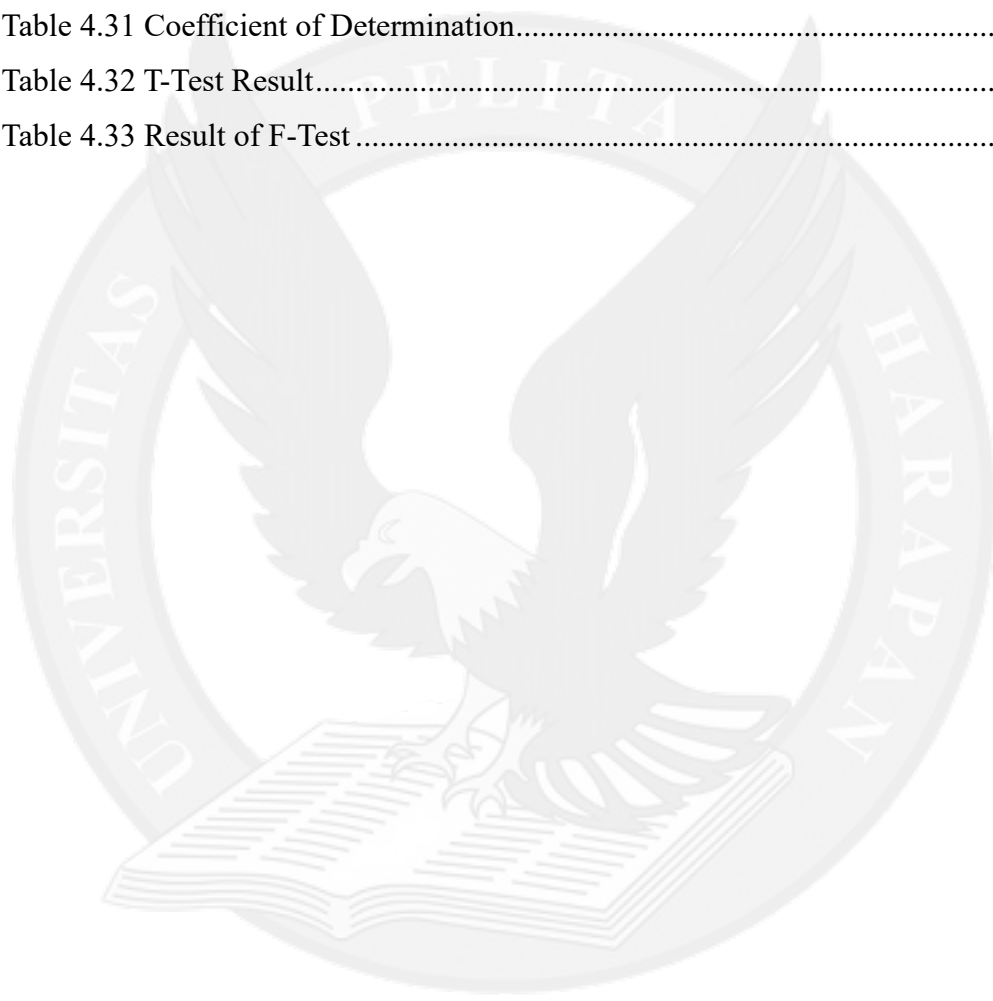 Table 4.31 Coefficient of Determination..........................................................................................
Table 4.32 T-Test Result..........................................................................................
Table 4.33 Result of F-Test ..........................................................................................
UNIVERSITAS PELITA HARAPAN